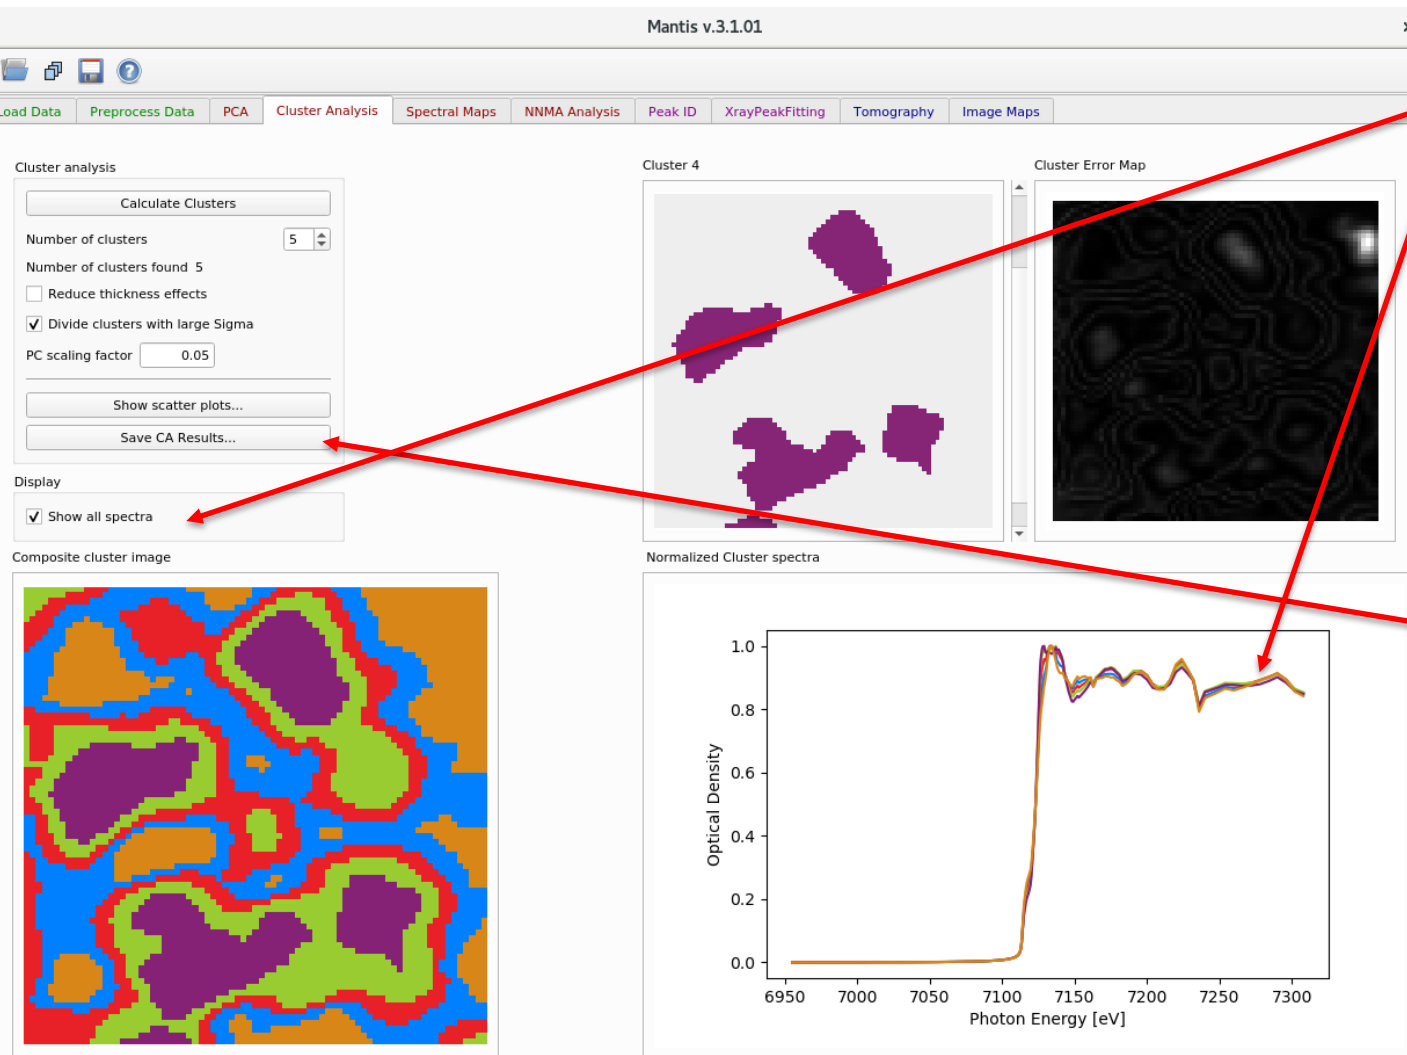 Mantis v.3.1.01
Load Data Preprocess Data PCA Cluster Analysis Spectral Maps NNMA Analysis Peak ID XrayPeakFitting Tomography Image Maps
Cluster analysis
Calculate Clusters
Number of clusters 5
Number of clusters found 5
Reduce thickness effects
Divide clusters with large Sigma
PC scaling factor 0.05
Show scatter plots...
Save CA Results...
Display
Show all spectra
Cluster 4
Cluster Error Map
Composite cluster image
Normalized Cluster spectra
1.0
0.8
0.6
0.4
0.2
0.0
Optical Density
6950 7000 7050 7100 7150 7200 7250 7300
Photon Energy [eV]